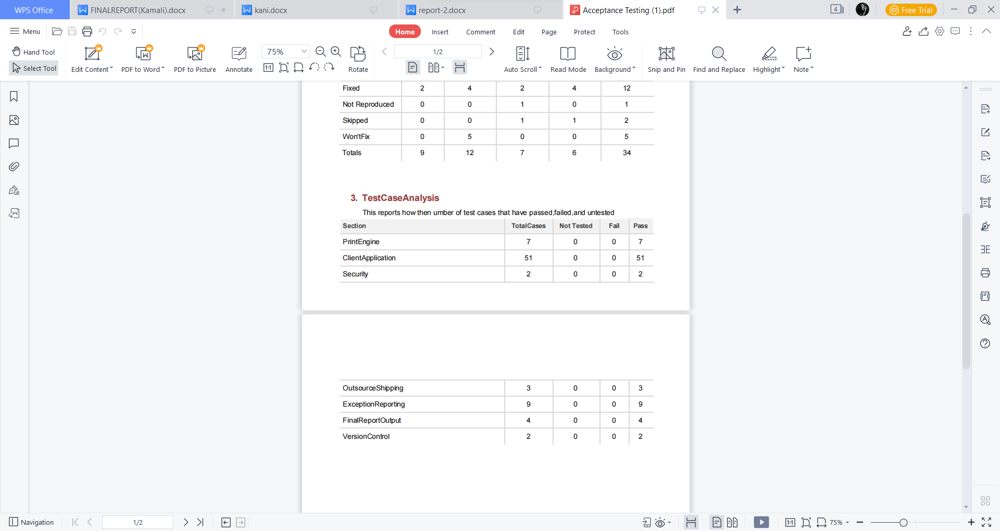 WPS Office
FINALREPORT(Kamali).docx
kani.docx
report-2.docx
Acceptance Testing (1).pdf
4
Free Trial
Menu
Home
Insert
Comment
Edit
Page
Protect
Tools
Hand Tool
Select Tool
Edit Content
PDF to Word
PDF to Picture
Annotate
75%
1:1
Rotate
1/2
Auto Scroll
Read Mode
Background
Snip and Pin
Find and Replace
Highlight
Note
Fixed 2 4 2 4 12
Not Reproduced 0 0 1 0 1
Skipped 0 0 1 1 2
Won'tFix 0 5 0 0 5
Totals 9 12 7 6 34
3. TestCaseAnalysis
This reports how then umber of test cases that have passed,failed,and untested
Section TotalCases Not Tested Fail Pass
PrintEngine 7 0 0 7
ClientApplication 51 0 0 51
Security 2 0 0 2
OutsourceShipping 3 0 0 3
ExceptionReporting 9 0 0 9
FinalReportOutput 4 0 0 4
VersionControl 2 0 0 2
Navigation
1/2
1:1
75%